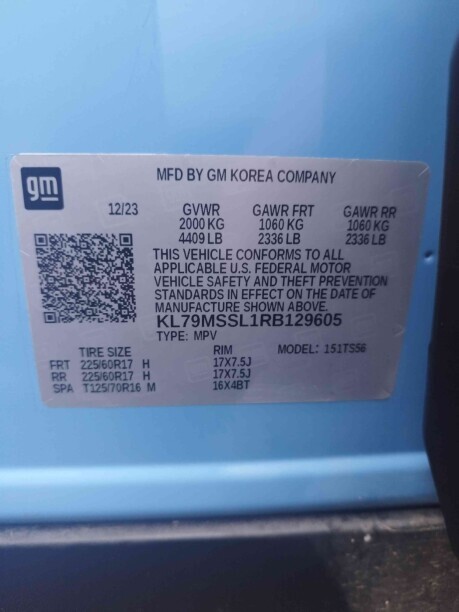 gm
MFD BY GM KOREA COMPANY
12/23 GVWR GAWR FRT GAWR RR
2000 KG 1060 KG 1060 KG
4409 LB 2336 LB 2336 LB
THIS VEHICLE CONFORMS TO ALL
APPLICABLE U.S. FEDERAL MOTOR
VEHICLE SAFETY AND THEFT PREVENTION
STANDARDS IN EFFECT ON THE DATE OF
MANUFACTURE SHOWN ABOVE.
KL79MSSL1RB129605
TYPE: MPV
TIRE SIZE RIM MODEL: 151TS56
FRT 225/60R17 H 17X7.5J
RR 225/60R17 H 17X7.5J
SPA T125/70R16 M 16X4BT